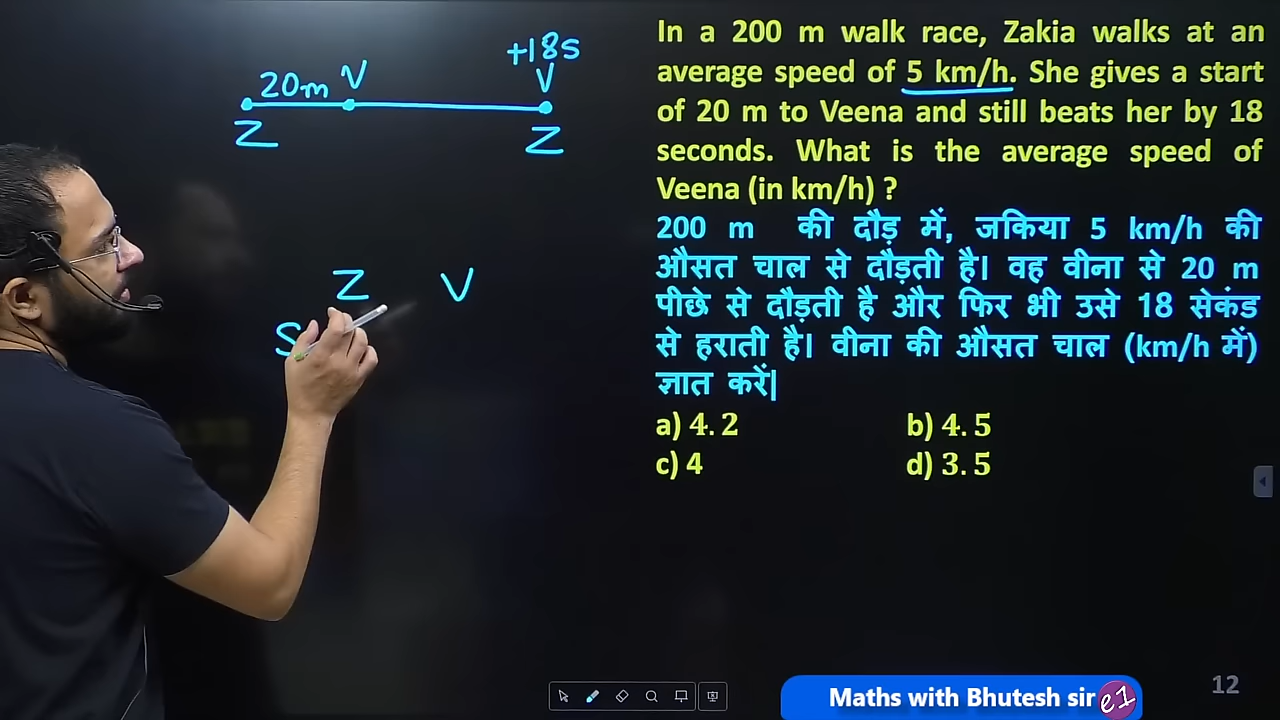 20m V
+18s
V
Z
Z
Z V
S
In a 200 m walk race, Zakia walks at an
average speed of 5 km/h. She gives a start
of 20 m to Veena and still beats her by 18
seconds. What is the average speed of
Veena (in km/h) ?
200 m की दौड़ में, जकिया 5 km/h की
औसत चाल से दौड़ती है। वह वीना से 20 m
पीछे से दौड़ती है और फिर भी उसे 18 सेकंड
से हराती है। वीना की औसत चाल (km/h में)
ज्ञात करें|
a) 4.2 b) 4.5
c) 4 d) 3.5
12
Maths with Bhutesh sir e1